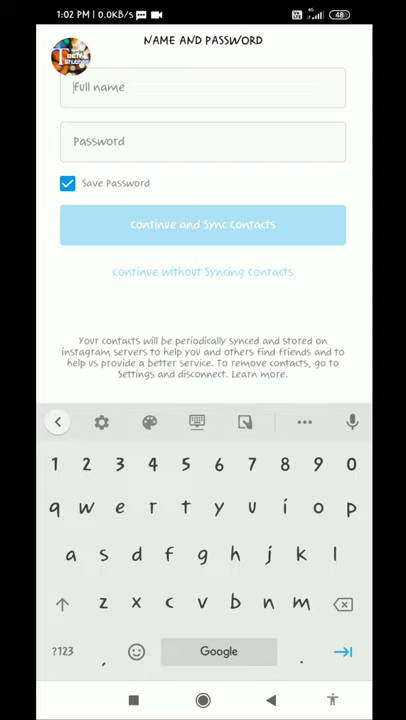 1:02 PM | 0.0KB/s
4G
48
NAME AND PASSWORD
Full name
Password
Save Password
Continue and Sync Contacts
Continue without Syncing Contacts
Your contacts will be periodically synced and stored on
instagram servers to help you and others find friends and to
help us provide a better service. To remove contacts, go to
Settings and disconnect. Learn more.
1 2 3 4 5 6 7 8 9 0
q w e r t y u i o p
a s d f g h j k l
z x c v b n m
?123 , Google .